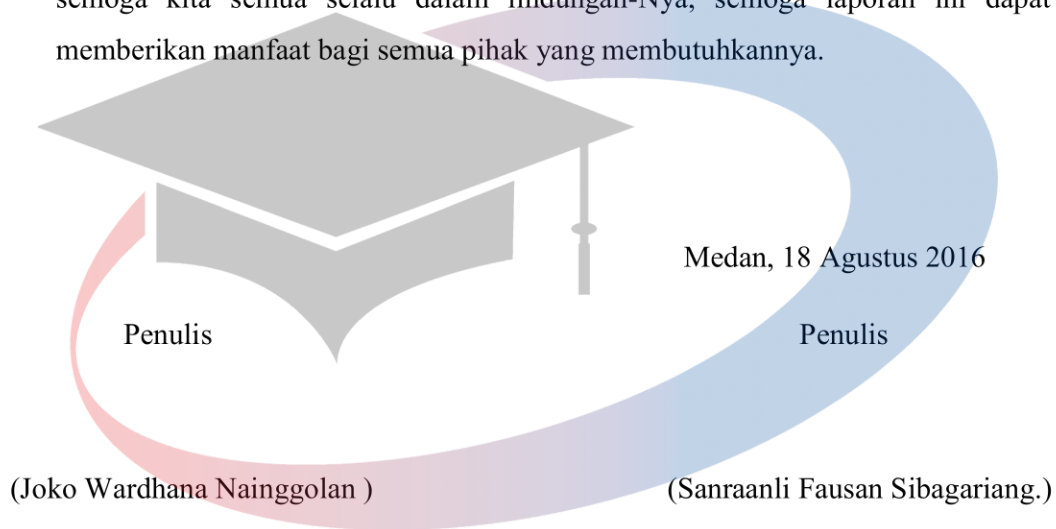 semoga kita semua selalu dalam lindungan-Nya, semoga laporan ini dapat
memberikan manfaat bagi semua pihak yang membutuhkannya.
Medan, 18 Agustus 2016
Penulis Penulis
(Joko Wardhana Nainggolan ) (Sanraanli Fausan Sibagariang.)